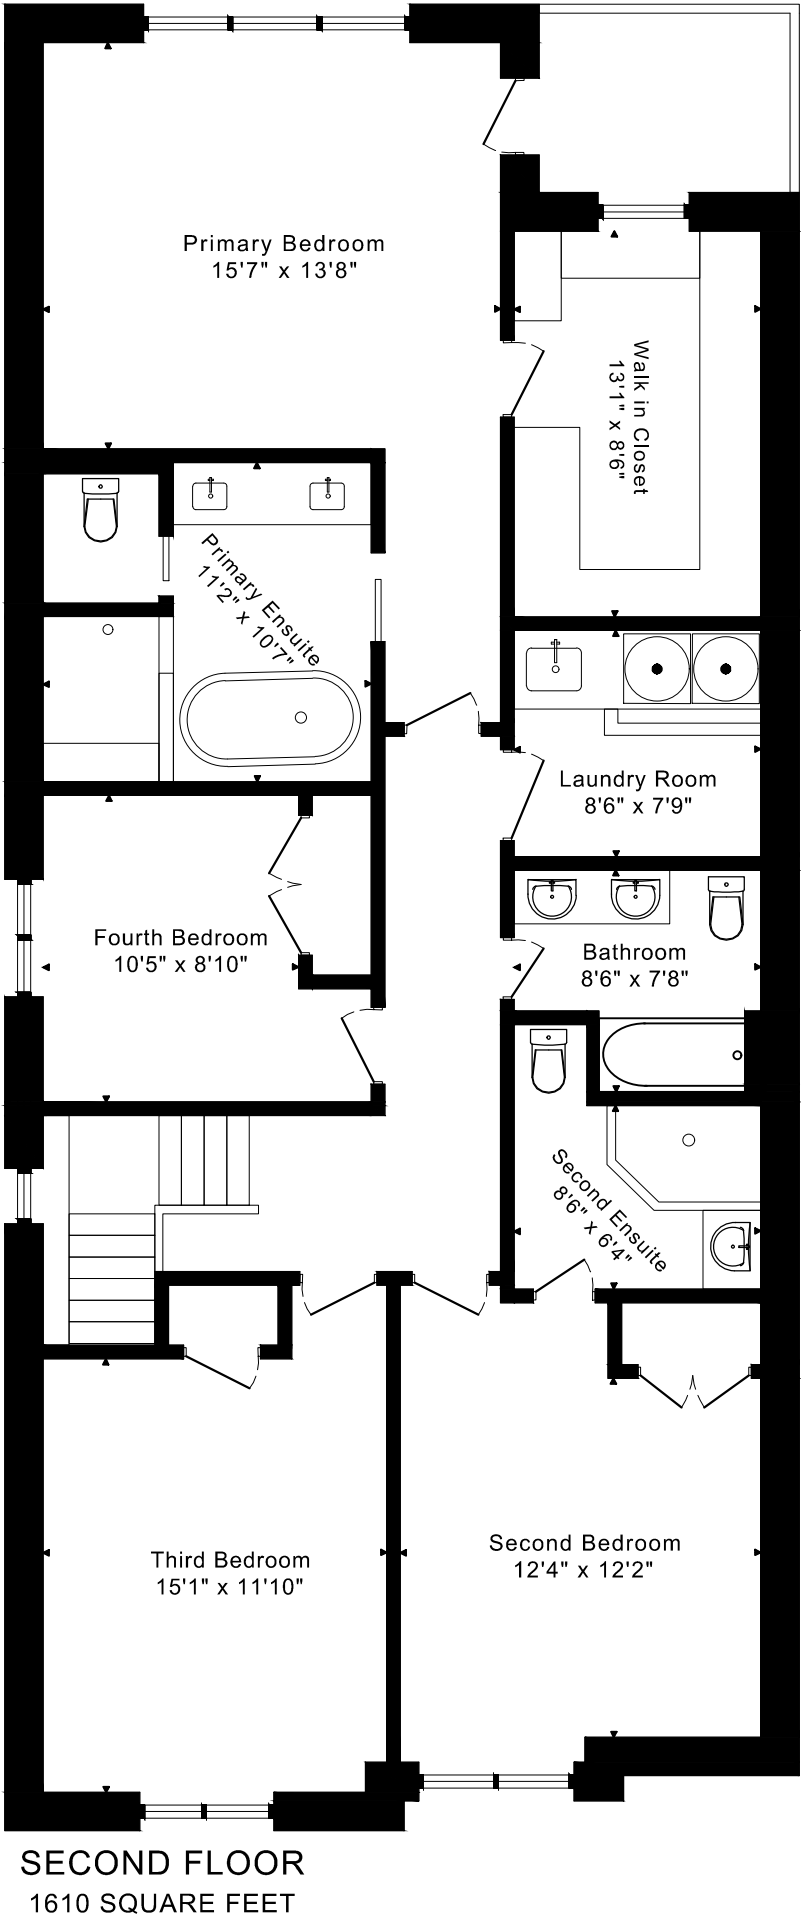 Primary Bedroom
15'7" x 13'8"
Walk in Closet
13'1" x 8'6"
Primary Ensuite
11'2" x 10'7"
Laundry Room
8'6" x 7'9"
Fourth Bedroom
10'5" x 8'10"
Bathroom
8'6" x 7'8"
Second Ensuite
8'6" x 6'4"
Third Bedroom
15'1" x 11'10"
Second Bedroom
12'4" x 12'2"
SECOND FLOOR
1610 SQUARE FEET